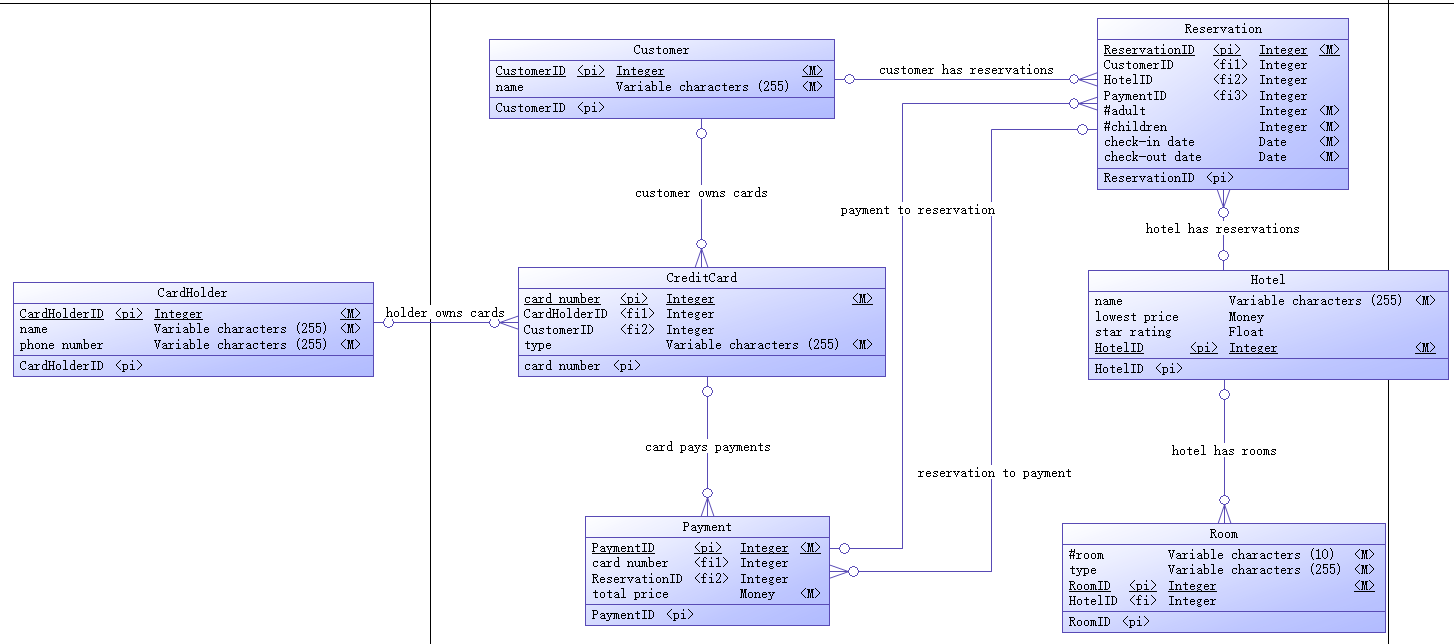 Customer
CustomerID <pi> Integer <M>
name Variable characters (255) <M>
CustomerID <pi>
customer has reservations
Reservation
ReservationID <pi> Integer <M>
CustomerID <fi1> Integer
HotelID <fi2> Integer
PaymentID <fi3> Integer
#adult Integer <M>
#children Integer <M>
check-in date Date <M>
check-out date Date <M>
ReservationID <pi>
customer owns cards
payment to reservation
hotel has reservations
CardHolder
CardHolderID <pi> Integer <M>
name Variable characters (255) <M>
phone number Variable characters (255) <M>
CardHolderID <pi>
holder owns cards
CreditCard
card number <pi> Integer <M>
CardHolderID <fi1> Integer
CustomerID <fi2> Integer
type Variable characters (255) <M>
card number <pi>
Hotel
name Variable characters (255) <M>
lowest price Money
star rating Float
HotelID <pi> Integer <M>
HotelID <pi>
card pays payments
reservation to payment
hotel has rooms
Payment
PaymentID <pi> Integer <M>
card number <fi1> Integer
ReservationID <fi2> Integer
total price Money <M>
PaymentID <pi>
Room
#room Variable characters (10) <M>
type Variable characters (255) <M>
RoomID <pi> Integer <M>
HotelID <fi> Integer
RoomID <pi>